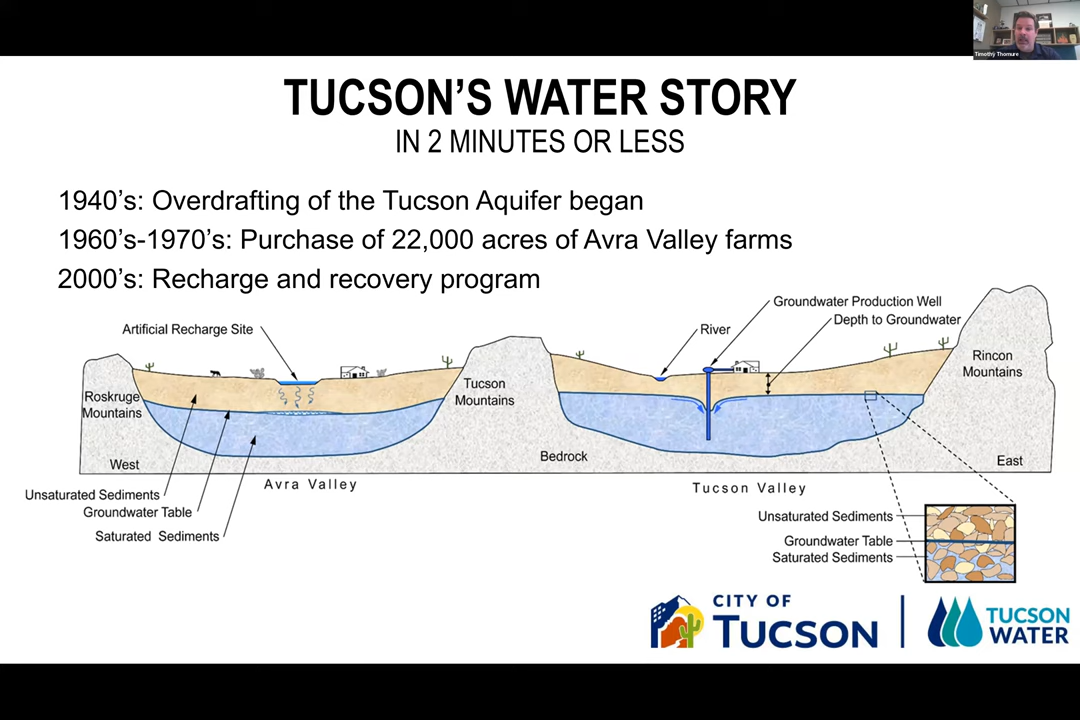 Timothy Thomure
TUCSON'S WATER STORY
IN 2 MINUTES OR LESS
1940's: Overdrafting of the Tucson Aquifer began
1960's-1970's: Purchase of 22,000 acres of Avra Valley farms
2000's: Recharge and recovery program
Artificial Recharge Site
River
Groundwater Production Well
Depth to Groundwater
Roskruge
Mountains
Tucson
Mountains
Rincon
Mountains
West
Bedrock
East
Avra Valley
Tucson Valley
Unsaturated Sediments
Groundwater Table
Saturated Sediments
Unsaturated Sediments
Groundwater Table
Saturated Sediments
CITY OF
TUCSON
TUCSON
WATER